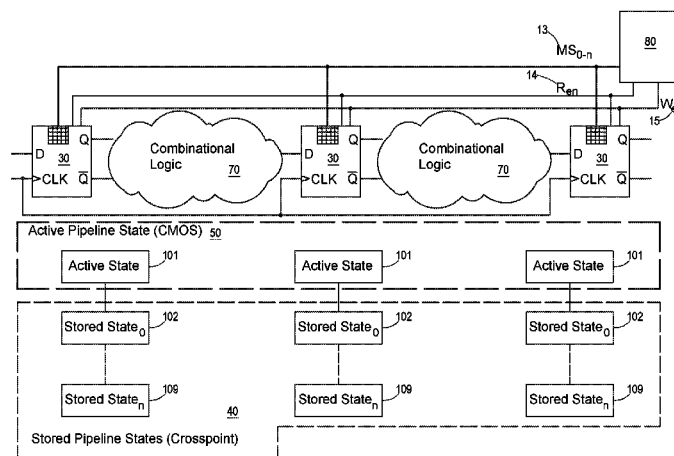 13
MS0-n
80
14
Ren
15
Q
D
30
CLK
Q
Combinational
Logic
70
Q
D
30
CLK
Q
Combinational
Logic
70
Q
D
30
CLK
Q
Active Pipeline State (CMOS) 50
Active State 101
Active State 101
Active State 101
Stored State0 102
Stored State0 102
Stored State0 102
Stored Staten 109
Stored Staten 109
Stored Staten 109
40
Stored Pipeline States (Crosspoint)